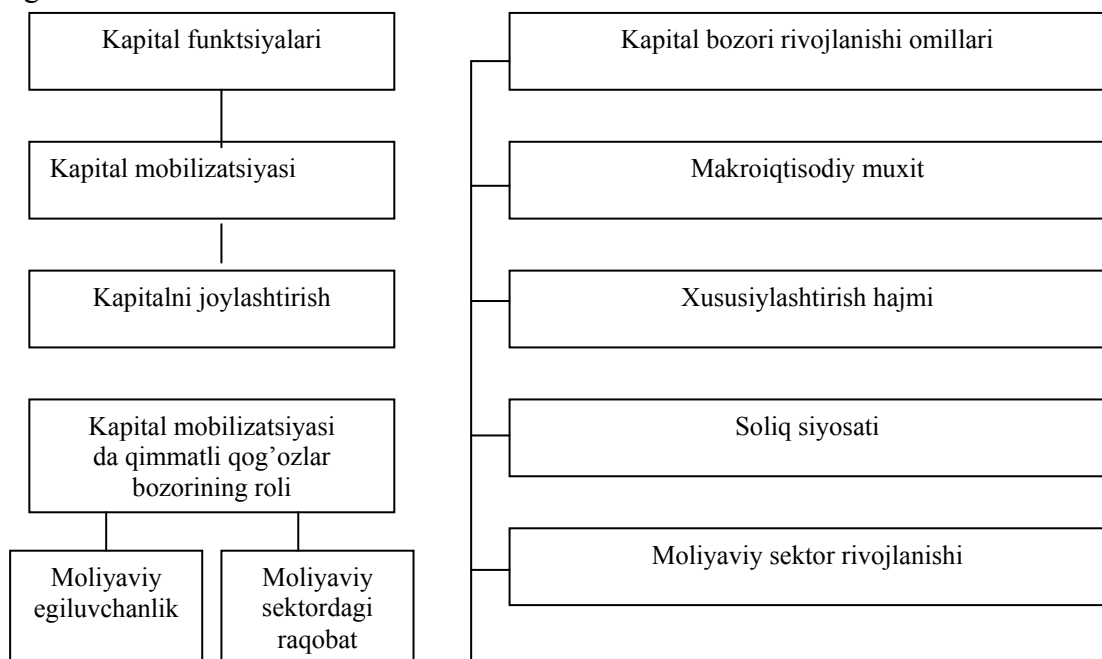 Kapital funktsiyalari
Kapital mobilizatsiyasi
Kapitalni joylashtirish
Kapital mobilizatsiyasi
da qimmatli qog’ozlar
bozorining roli
Moliyaviy
egiluvchanlik
Moliyaviy
sektordagi
raqobat
Kapital bozori rivojlanishi omillari
Makroiqtisodiy muxit
Xususiylashtirish hajmi
Soliq siyosati
Moliyaviy sektor rivojlanishi